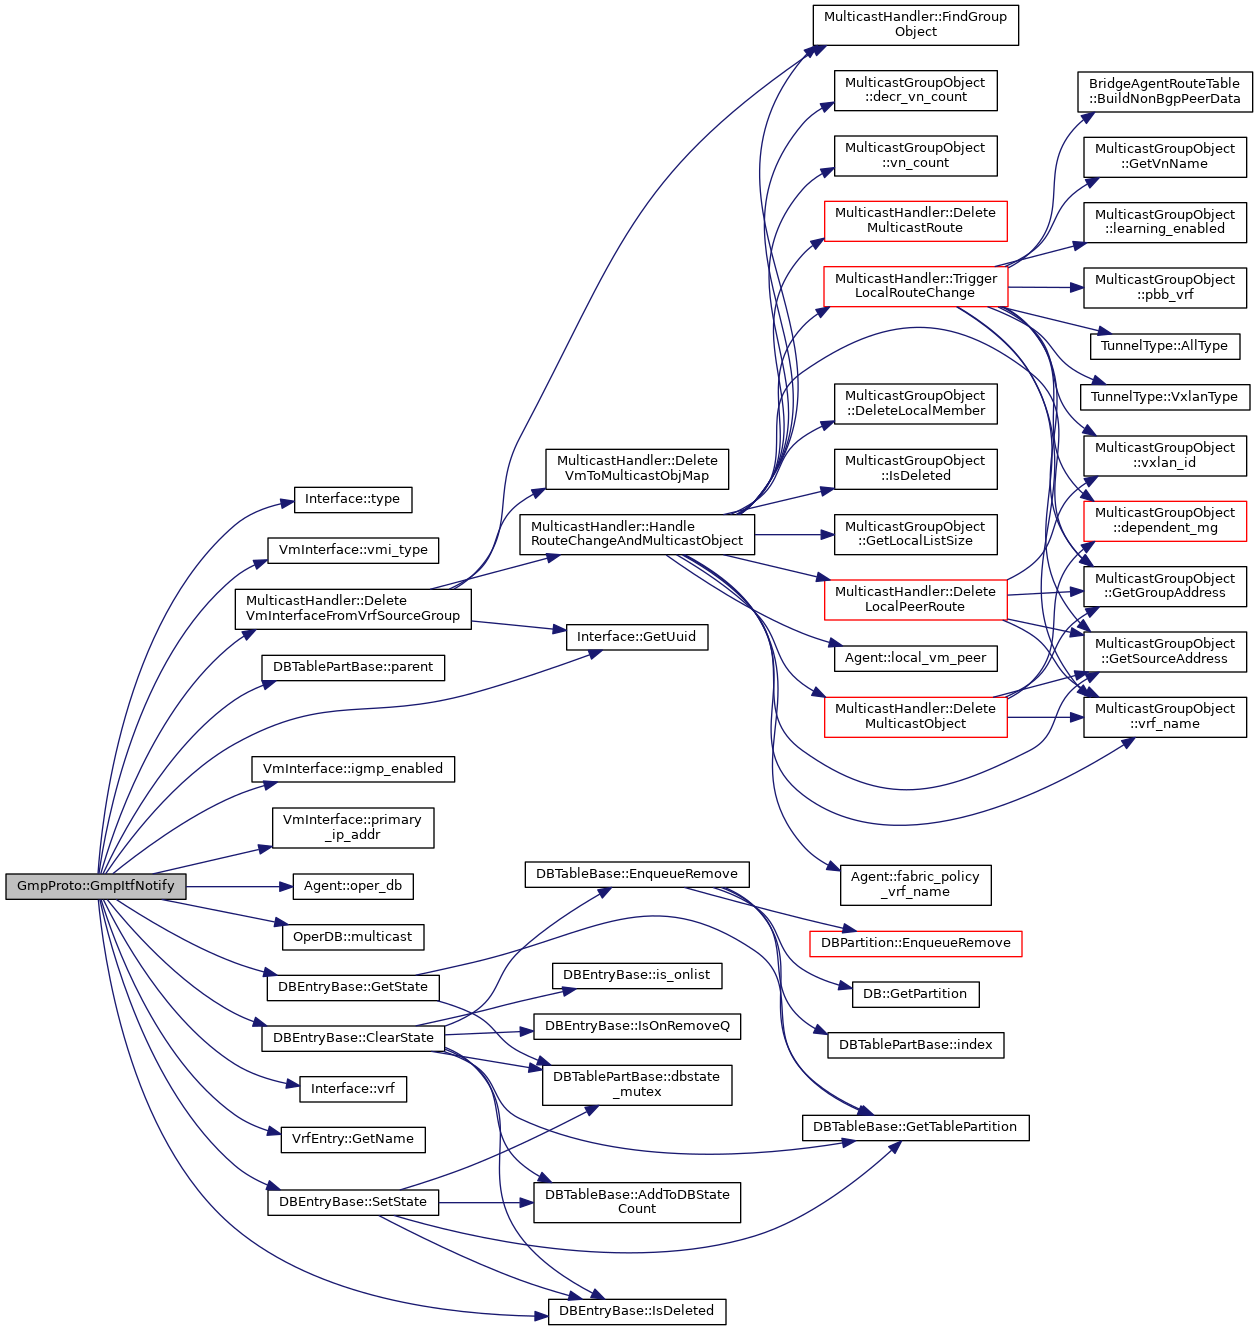 GmpProto::GmpItfNotify
Interface::type
VmInterface::vmi_type
MulticastHandler::Delete
VmInterfaceFromVrfSourceGroup
DBTablePartBase::parent
VmInterface::igmp_enabled
VmInterface::primary
_ip_addr
Agent::oper_db
OperDB::multicast
DBEntryBase::GetState
DBEntryBase::ClearState
Interface::vrf
VrfEntry::GetName
DBEntryBase::SetState
MulticastHandler::Delete
VmToMulticastObjMap
MulticastHandler::Handle
RouteChangeAndMulticastObject
Interface::GetUuid
DBTableBase::EnqueueRemove
DBEntryBase::is_onlist
DBEntryBase::IsOnRemoveQ
DBTablePartBase::dbstate
_mutex
DBTableBase::AddToDBState
Count
DBEntryBase::IsDeleted
MulticastHandler::FindGroup
Object
MulticastGroupObject
::decr_vn_count
MulticastGroupObject
::vn_count
MulticastHandler::Delete
MulticastRoute
MulticastHandler::Trigger
LocalRouteChange
MulticastGroupObject
::DeleteLocalMember
MulticastGroupObject
::IsDeleted
MulticastGroupObject
::GetLocalListSize
MulticastHandler::Delete
LocalPeerRoute
Agent::local_vm_peer
MulticastHandler::Delete
MulticastObject
Agent::fabric_policy
_vrf_name
DBPartition::EnqueueRemove
DB::GetPartition
DBTablePartBase::index
DBTableBase::GetTablePartition
BridgeAgentRouteTable
::BuildNonBgpPeerData
MulticastGroupObject
::GetVnName
MulticastGroupObject
::learning_enabled
MulticastGroupObject
::pbb_vrf
TunnelType::AllType
TunnelType::VxlanType
MulticastGroupObject
::vxlan_id
MulticastGroupObject
::dependent_mg
MulticastGroupObject
::GetGroupAddress
MulticastGroupObject
::GetSourceAddress
MulticastGroupObject
::vrf_name